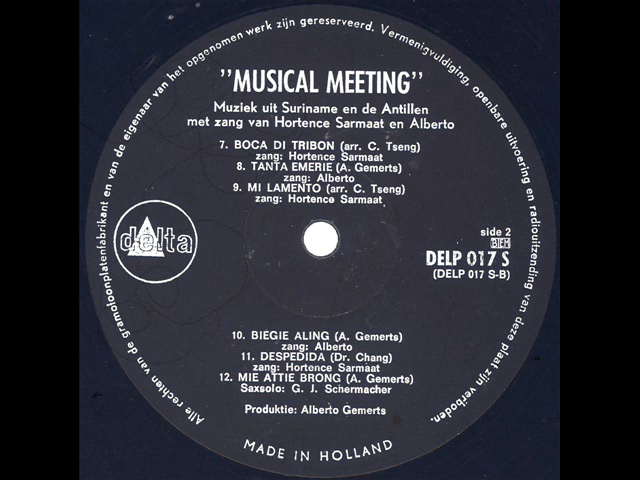 Alle rechten van de grammofoonplatenfabrikant en van de eigenaar van het opgenomen werk zijn gereserveerd. Vermenigvuldiging, openbare uitvoering en radiouitzending van deze plaat zijn verboden.
"MUSICAL MEETING"
Muziek uit Suriname en de Antillen
met zang van Hortence Sarmaat en Alberto
7. BOCA DI TRIBON (arr. C. Tseng)
zang: Hortence Sarmaat
8. TANTA EMERIE (A. Gemerts)
zang: Alberto
9. MI LAMENTO (arr. C. Tseng)
zang: Hortence Sarmaat
delta
side 2
BIEM
DELP 017 S
(DELP 017 S-B)
10. BIEGIE ALING (A. Gemerts)
zang: Alberto
11. DESPEDIDA (Dr. Chang)
zang: Hortence Sarmaat
12. MIE ATTIE BRONG (A. Gemerts)
Saxsolo: G. J. Schermacher
Produktie: Alberto Gemerts
MADE IN HOLLAND